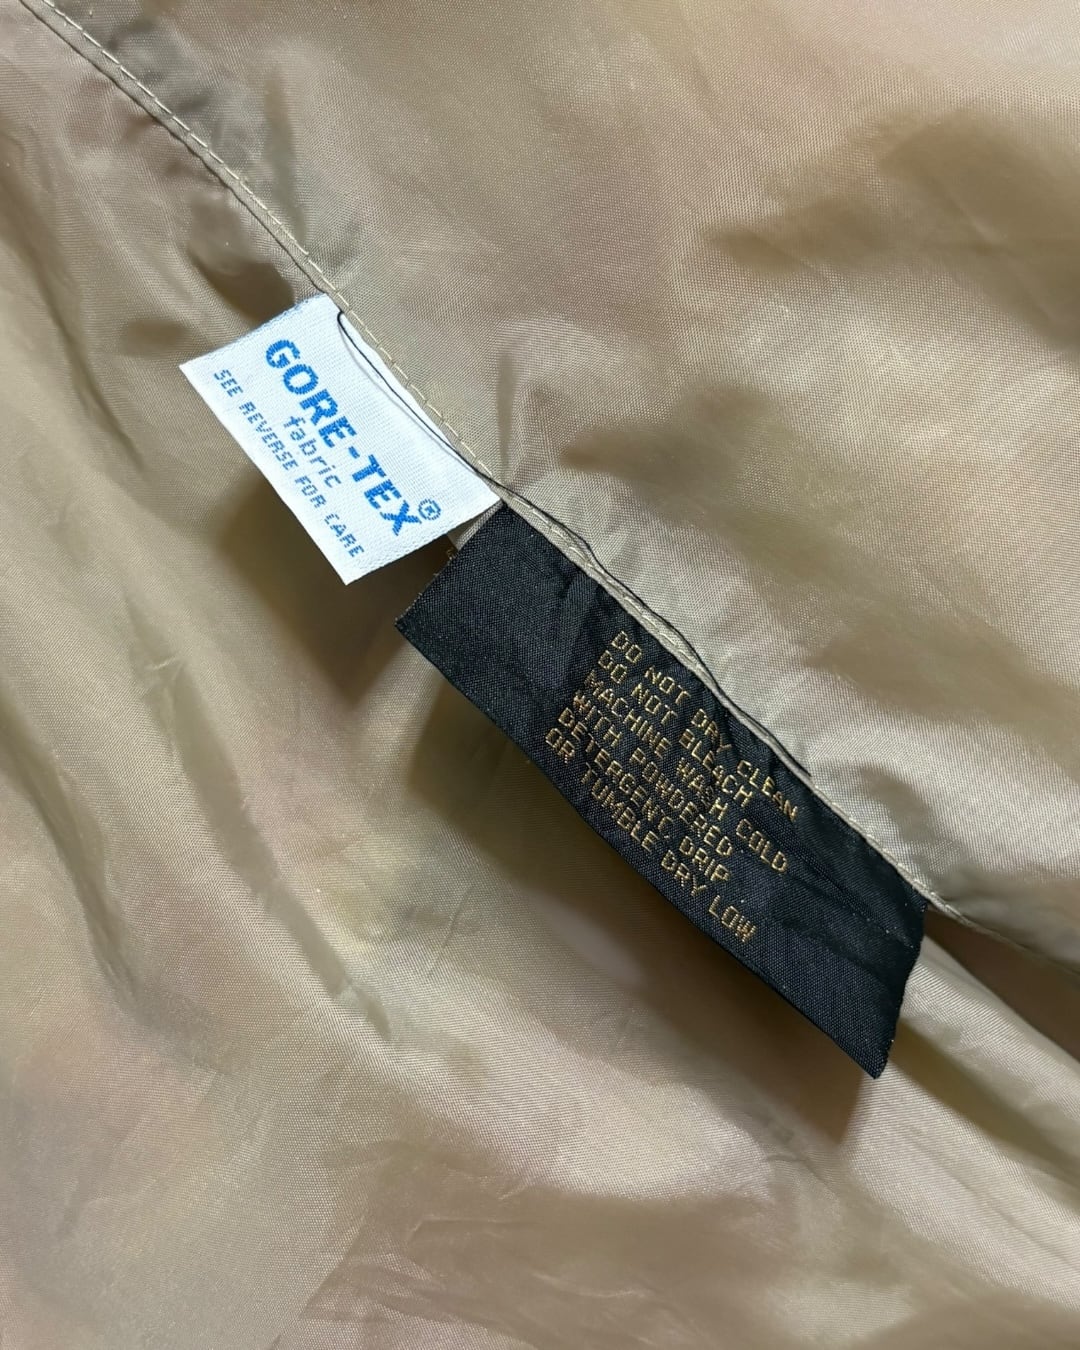 GORE-TEX®
fabric
SEE REVERSE FOR CARE
DO NOT DRY CLEAN
DO NOT BLEACH
MACHINE WASH COLD
WITH POWDERED
DETERGENT, DRIP
OR TUMBLE DRY LOW